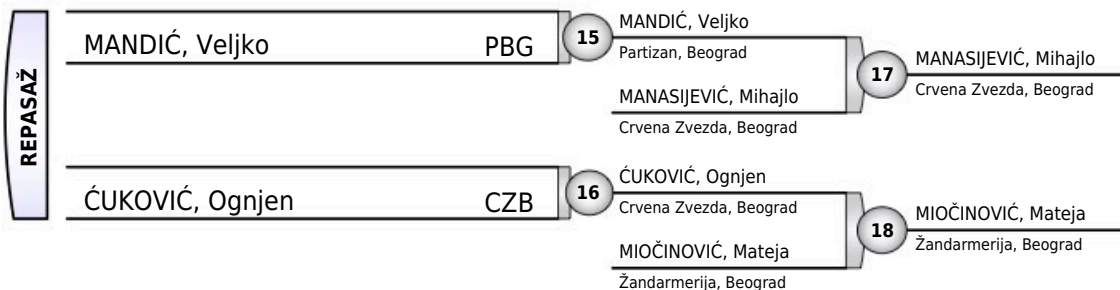 REPASAŽ
MANDIĆ, Veljko PBG
15
MANDIĆ, Veljko
Partizan, Beograd
MANASIJEVIĆ, Mihajlo
Crvena Zvezda, Beograd
17
MANASIJEVIĆ, Mihajlo
Crvena Zvezda, Beograd
ĆUKOVIĆ, Ognjen CZB
16
ĆUKOVIĆ, Ognjen
Crvena Zvezda, Beograd
MIOČINOVIĆ, Mateja
Žandarmerija, Beograd
18
MIOČINOVIĆ, Mateja
Žandarmerija, Beograd